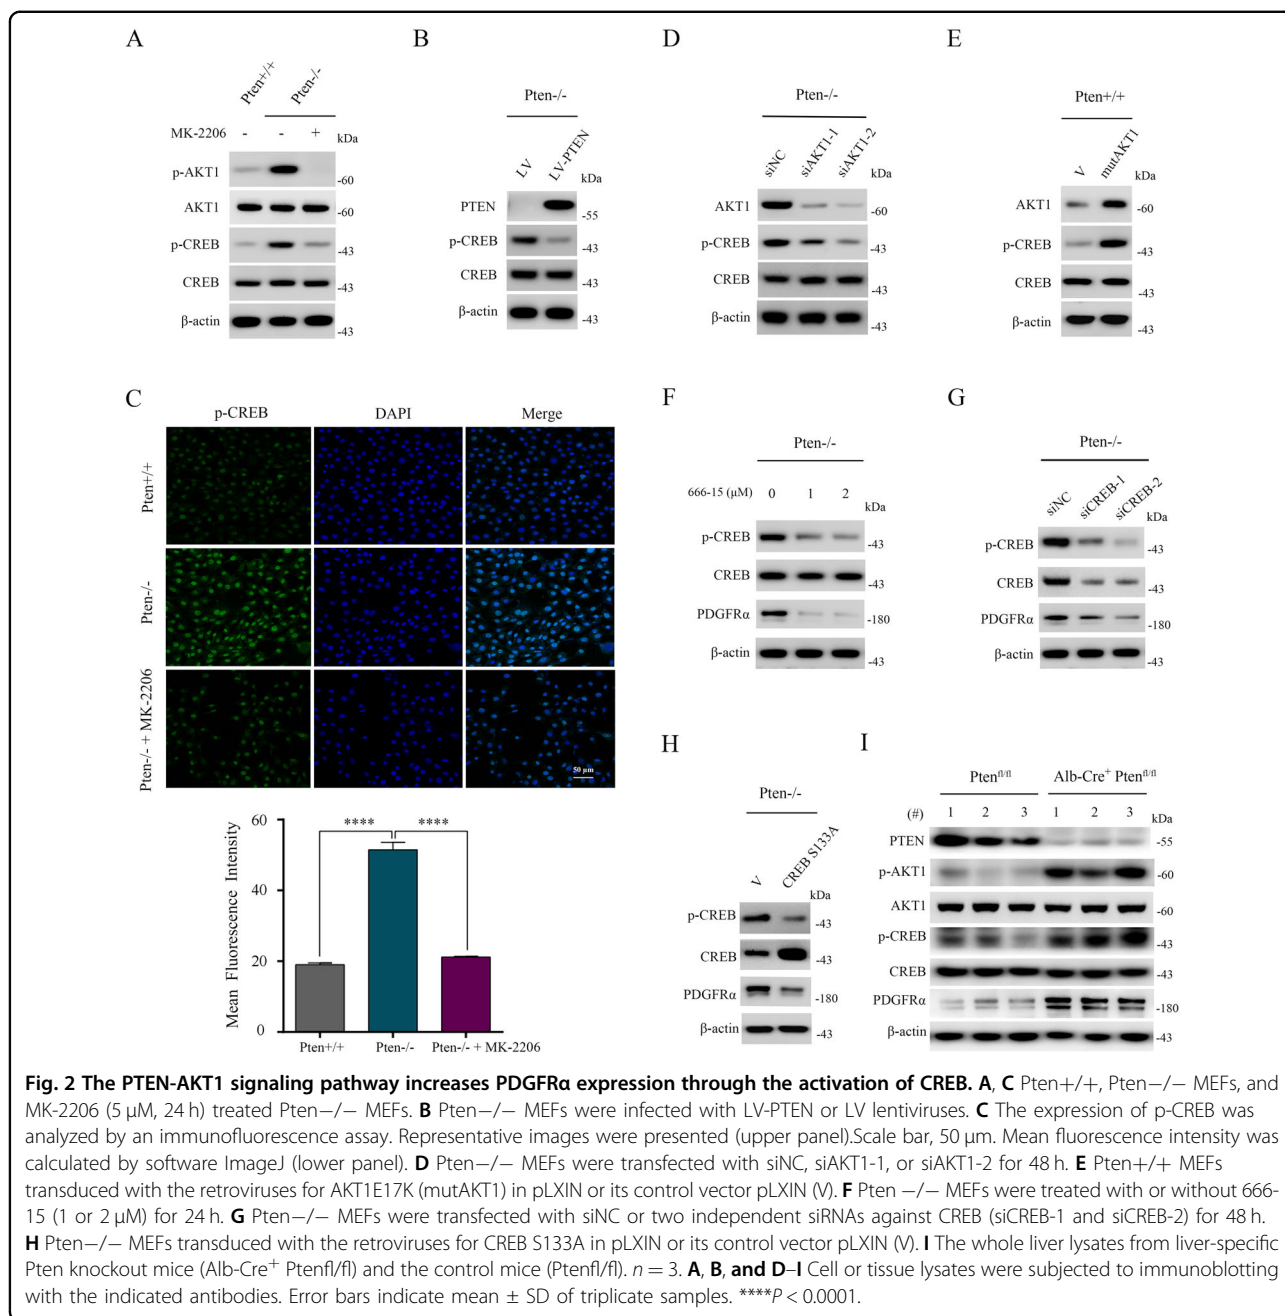 A
Pten+/+
Pten-/-
MK-2206
- - +
kDa
p-AKT1
-60
AKT1
-60
p-CREB
-43
CREB
-43
β-actin
-43
B
Pten-/-
LV
LV-PTEN
kDa
PTEN
-55
p-CREB
-43
CREB
-43
β-actin
-43
D
Pten-/-
siNC
siAKT1-1
siAKT1-2
kDa
AKT1
-60
p-CREB
-43
CREB
-43
β-actin
-43
E
Pten+/+
V
mutAKT1
kDa
AKT1
-60
p-CREB
-43
CREB
-43
β-actin
-43
C
p-CREB DAPI Merge
Pten+/+
Pten-/-
Pten-/- + MK-2206
50 μm
Mean Fluorescence Intensity
60
40
20
0
**** ****
Pten+/+ Pten-/- Pten-/- + MK-2206
F
Pten-/-
666-15 (μM) 0 1 2
kDa
p-CREB
-43
CREB
-43
PDGFRα
-180
β-actin
-43
G
Pten-/-
siNC
siCREB-1
siCREB-2
kDa
p-CREB
-43
CREB
-43
PDGFRα
-180
β-actin
-43
H
Pten-/-
V
CREB S133A
kDa
p-CREB
-43
CREB
-43
PDGFRα
-180
β-actin
-43
I
Pten fl/fl Alb-Cre+ Pten fl/fl
(#) 1 2 3 1 2 3
kDa
PTEN
-55
p-AKT1
-60
AKT1
-60
p-CREB
-43
CREB
-43
PDGFRα
-180
β-actin
-43
Fig. 2 The PTEN-AKT1 signaling pathway increases PDGFRα expression through the activation of CREB. A, C Pten+/+, Pten−/− MEFs, and
MK-2206 (5 μM, 24 h) treated Pten−/− MEFs. B Pten−/− MEFs were infected with LV-PTEN or LV lentiviruses. C The expression of p-CREB was
analyzed by an immunofluorescence assay. Representative images were presented (upper panel).Scale bar, 50 μm. Mean fluorescence intensity was
calculated by software ImageJ (lower panel). D Pten−/− MEFs were transfected with siNC, siAKT1-1, or siAKT1-2 for 48 h. E Pten+/+ MEFs
transduced with the retroviruses for AKT1E17K (mutAKT1) in pLXIN or its control vector pLXIN (V). F Pten −/− MEFs were treated with or without 666-
15 (1 or 2 μM) for 24 h. G Pten−/− MEFs were transfected with siNC or two independent siRNAs against CREB (siCREB-1 and siCREB-2) for 48 h.
H Pten−/− MEFs transduced with the retroviruses for CREB S133A in pLXIN or its control vector pLXIN (V). I The whole liver lysates from liver-specific
Pten knockout mice (Alb-Cre+ Ptenfl/fl) and the control mice (Ptenfl/fl). n = 3. A, B, and D–I Cell or tissue lysates were subjected to immunoblotting
with the indicated antibodies. Error bars indicate mean ± SD of triplicate samples. ****P < 0.0001.